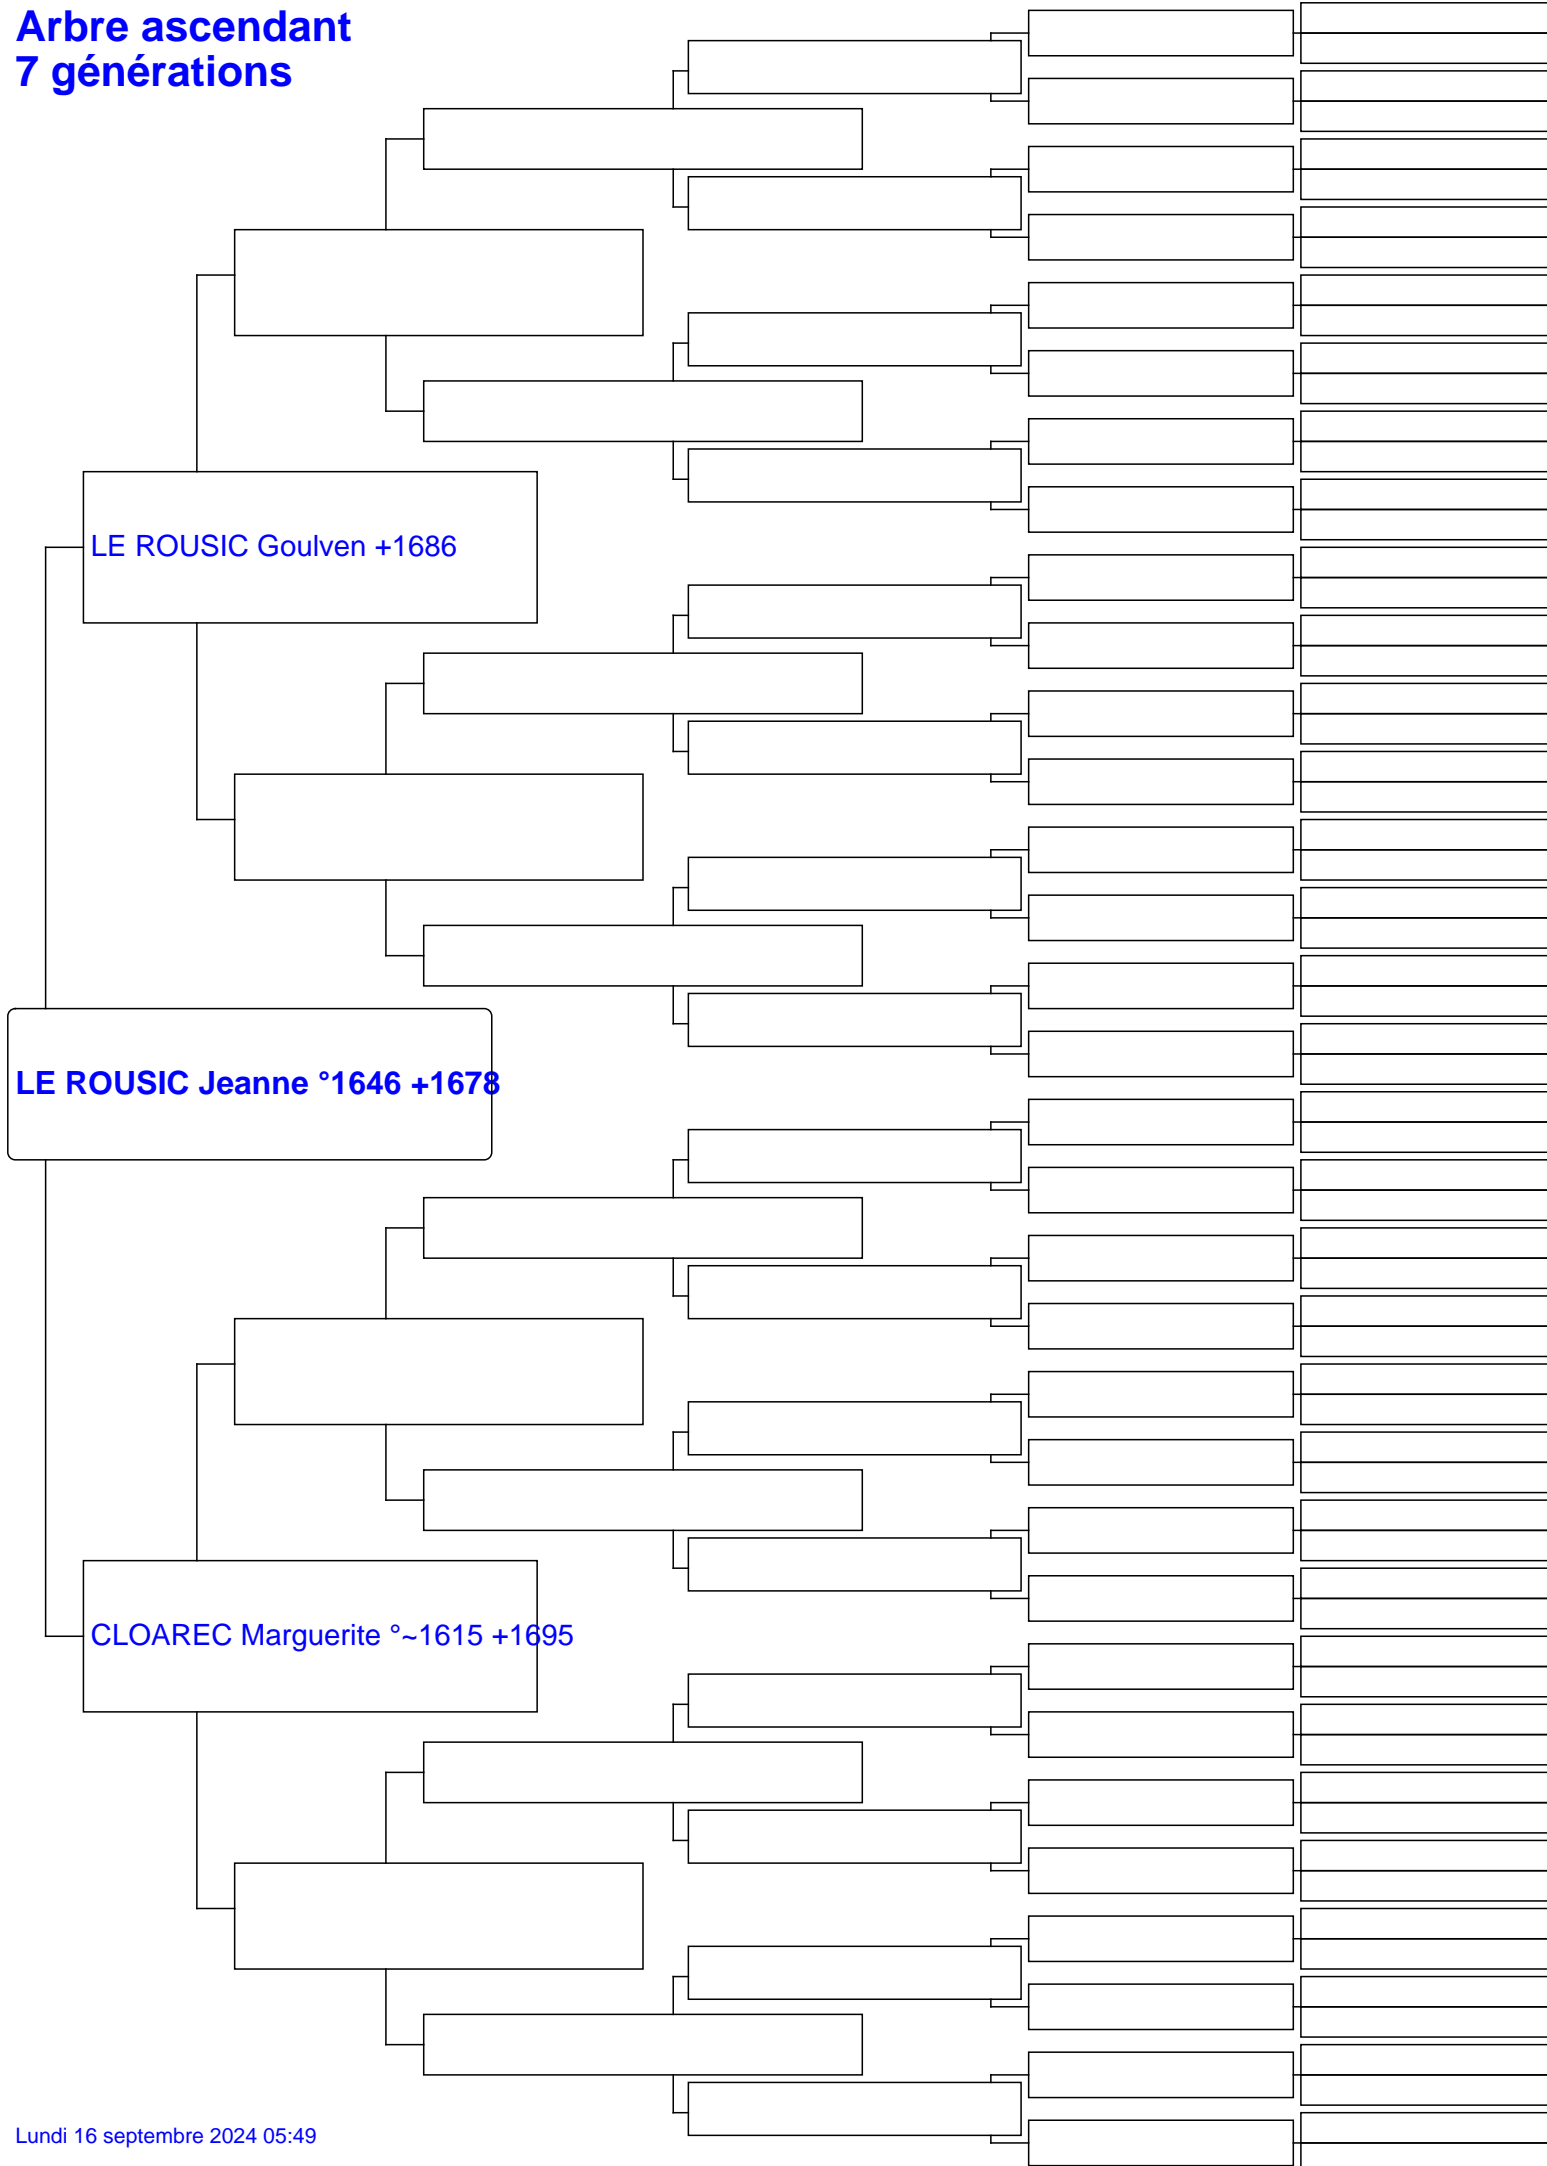 Arbre ascendant
7 générations
LE ROUSIC Goulven +1686
LE ROUSIC Jeanne °1646 +1678
CLOAREC Marguerite °~1615 +1695
Lundi 16 septembre 2024 05:49